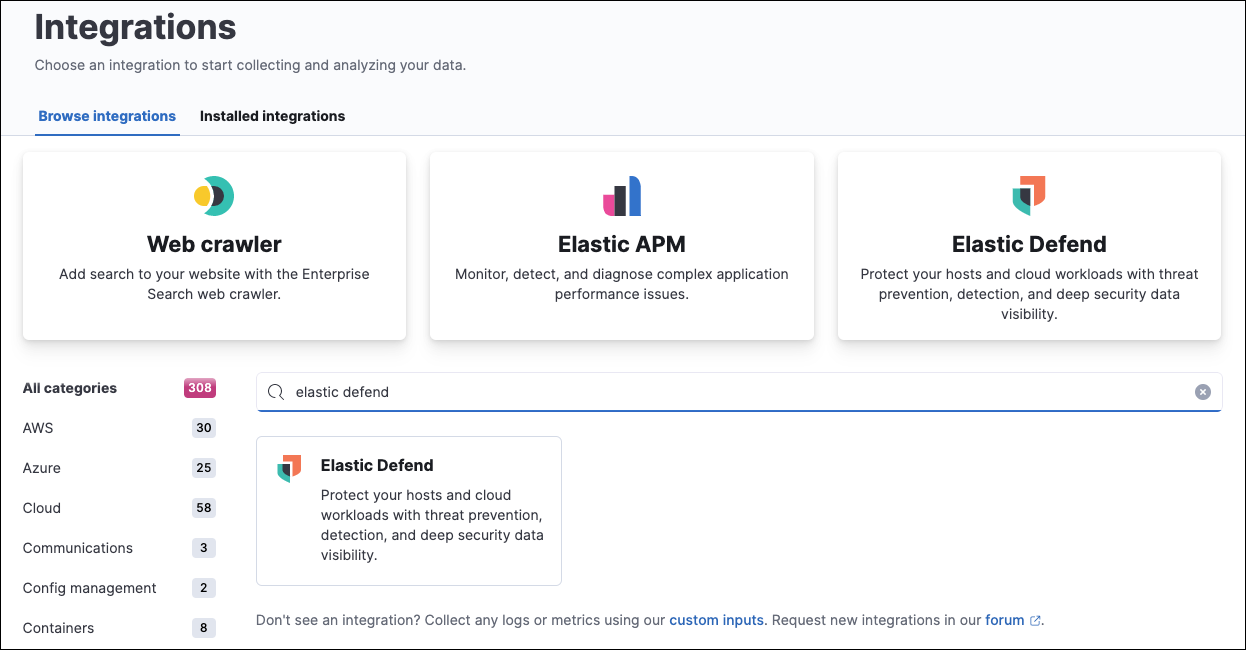 Integrations
Choose an integration to start collecting and analyzing your data.
Browse integrations
Installed integrations
Web crawler
Add search to your website with the Enterprise
Search web crawler.
Elastic APM
Monitor, detect, and diagnose complex application
performance issues.
Elastic Defend
Protect your hosts and cloud workloads with threat
prevention, detection, and deep security data
visibility.
All categories 308
AWS 30
Azure 25
Cloud 58
Communications 3
Config management 2
Containers 8
elastic defend
Elastic Defend
Protect your hosts and cloud
workloads with threat prevention,
detection, and deep security data
visibility.
Don't see an integration? Collect any logs or metrics using our custom inputs. Request new integrations in our forum.